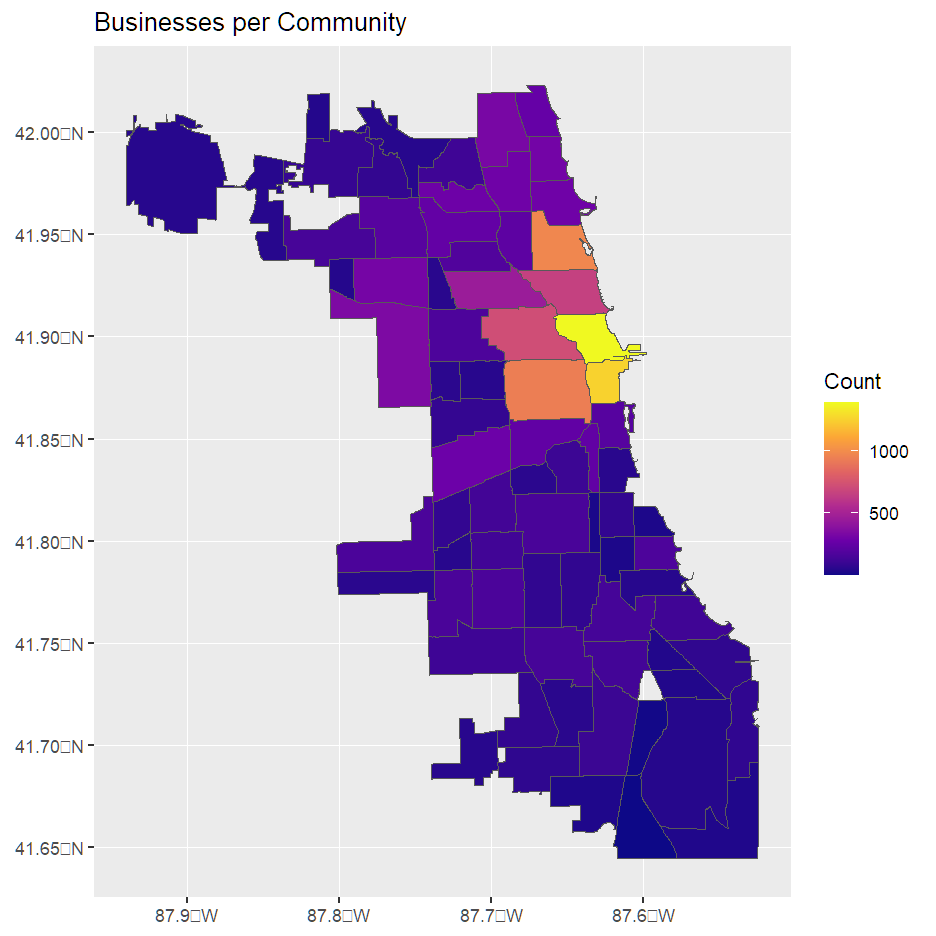 Businesses per Community
42.00□N
41.95□N
41.90□N
41.85□N
41.80□N
41.75□N
41.70□N
41.65□N
87.9□W
87.8□W
87.7□W
87.6□W
Count
1000
500